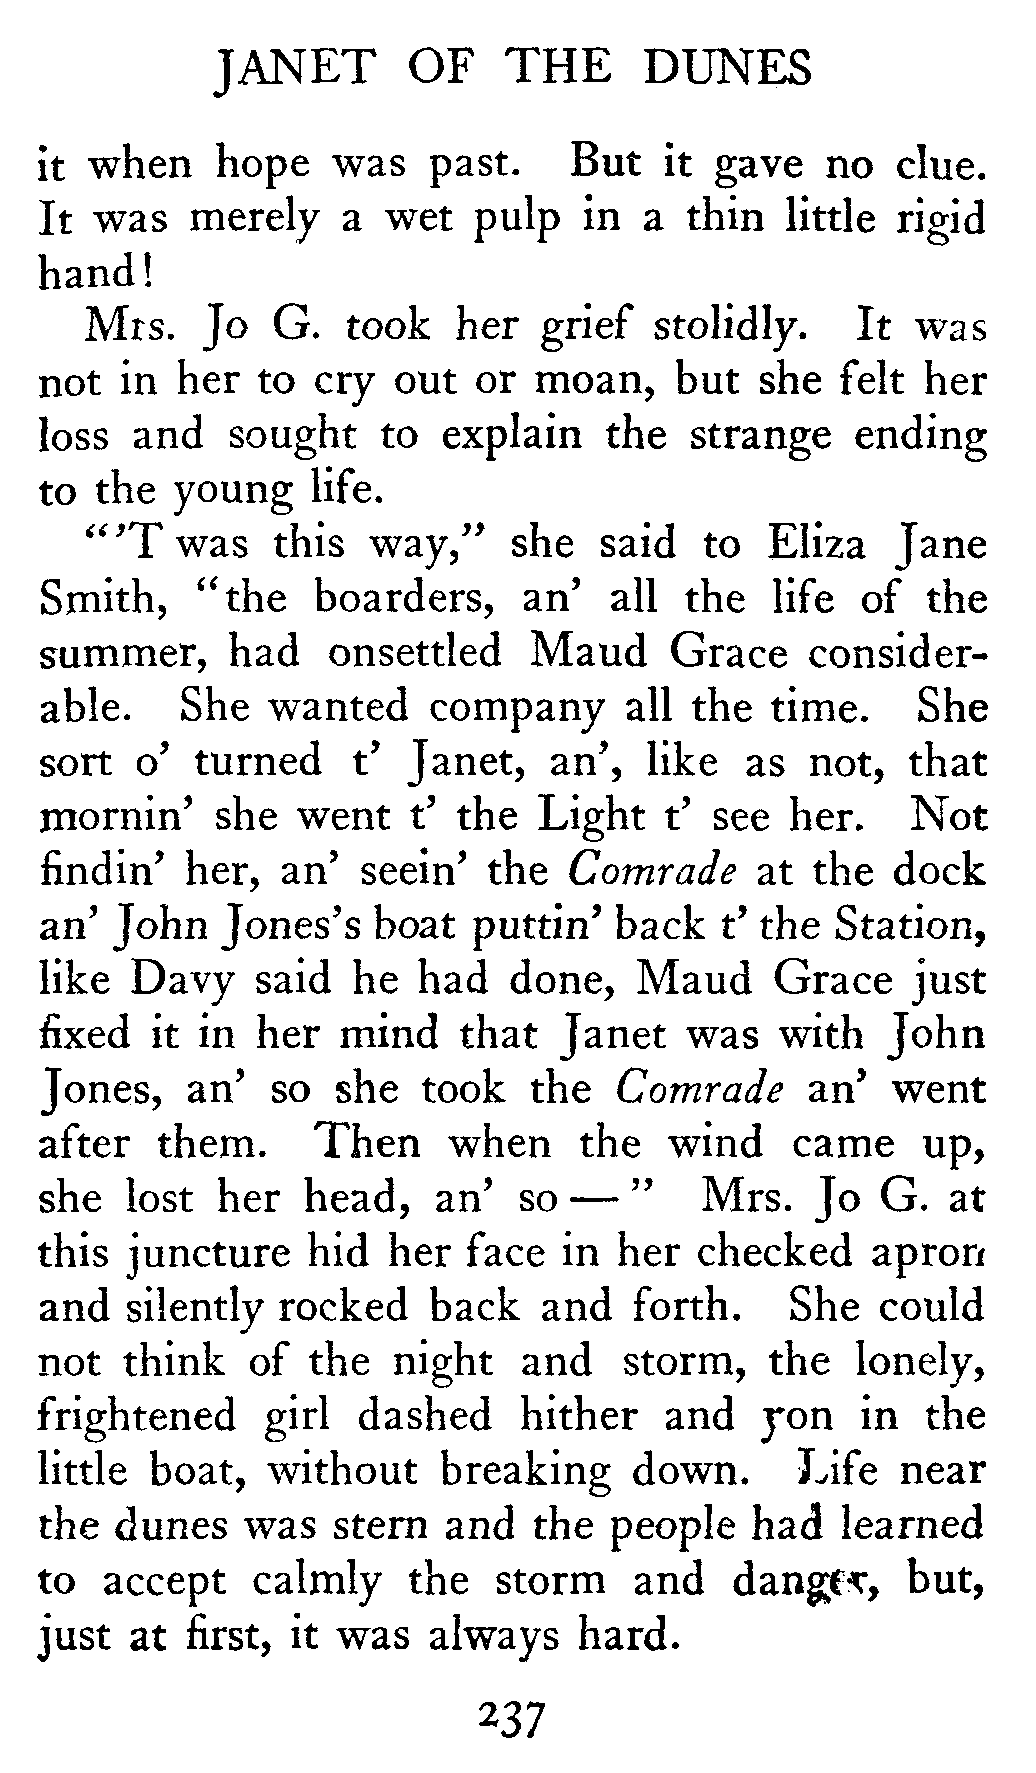 JANET OF THE DUNES
it when hope was past. But it gave no clue.
It was merely a wet pulp in a thin little rigid
hand!
Mrs. Jo G. took her grief stolidly. It was
not in her to cry out or moan, but she felt her
loss and sought to explain the strange ending
to the young life.
“’T was this way,” she said to Eliza Jane
Smith, “the boarders, an’ all the life of the
summer, had onsettled Maud Grace consider-
able. She wanted company all the time. She
sort o’ turned t’ Janet, an’, like as not, that
mornin’ she went t’ the Light t’ see her. Not
findin’ her, an’ seein’ the Comrade at the dock
an’ John Jones’s boat puttin’ back t’ the Station,
like Davy said he had done, Maud Grace just
fixed it in her mind that Janet was with John
Jones, an’ so she took the Comrade an’ went
after them. Then when the wind came up,
she lost her head, an’ so — ” Mrs. Jo G. at
this juncture hid her face in her checked apron
and silently rocked back and forth. She could
not think of the night and storm, the lonely,
frightened girl dashed hither and yon in the
little boat, without breaking down. Life near
the dunes was stern and the people had learned
to accept calmly the storm and danger, but,
just at first, it was always hard.
237